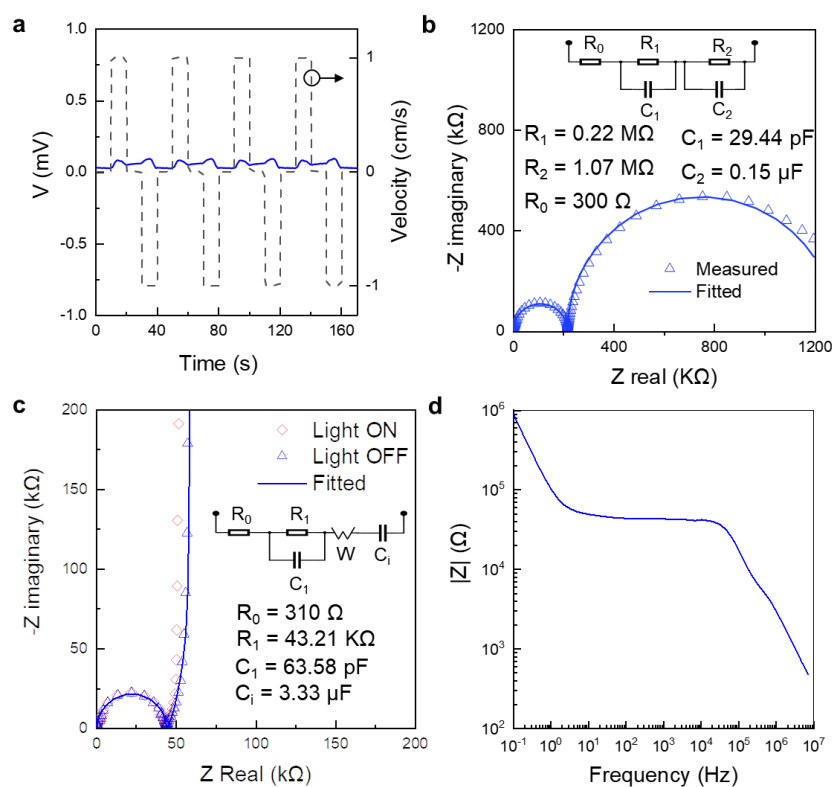 a
1.0
0.5
0.0
-0.5
-1.0
V (mV)
0
40
80
120
160
Time (s)
1
0
-1
Velocity (cm/s)
b
1200
900
600
400
0
-Z imaginary (kΩ)
0
400
800
1200
Z real (KΩ)
R0
R1
R2
C1
C2
R1 = 0.22 MΩ
C1 = 29.44 pF
R2 = 1.07 MΩ
C2 = 0.15 µF
R0 = 300 Ω
Measured
Fitted
c
200
150
100
50
0
-Z imaginary (kΩ)
0
50
100
150
200
Z Real (kΩ)
Light ON
Light OFF
Fitted
R0
R1
C1
W
Ci
R0 = 310 Ω
R1 = 43.21 KΩ
C1 = 63.58 pF
Ci = 3.33 µF
d
10^6
10^5
10^4
10^3
10^2
|Z| (Ω)
10^-1
10^0
10^1
10^2
10^3
10^4
10^5
10^6
10^7
Frequency (Hz)